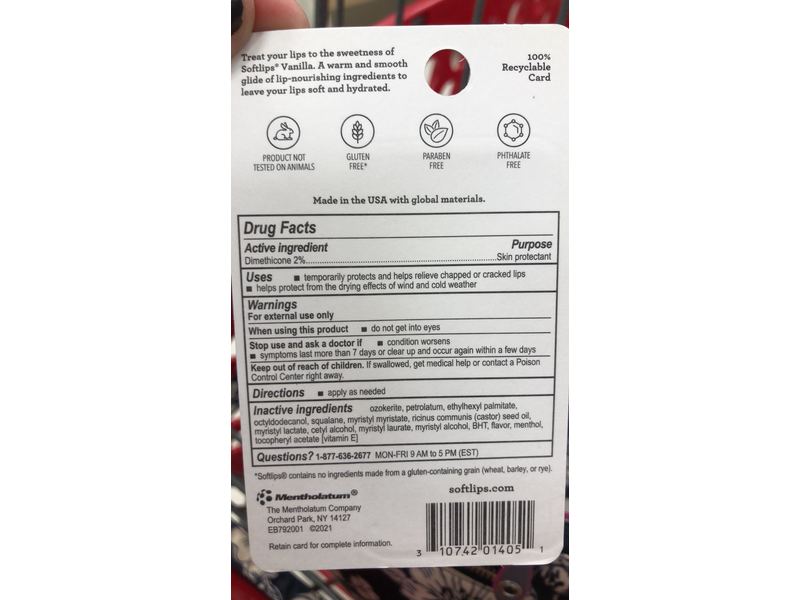 Treat your lips to the sweetness of
Softlips® Vanilla. A warm and smooth
glide of lip-nourishing ingredients to
leave your lips soft and hydrated.
100%
Recyclable
Card
PRODUCT NOT
TESTED ON ANIMALS
GLUTEN
FREE*
PARABEN
FREE
PHTHALATE
FREE
Made in the USA with global materials.
Drug Facts
Active ingredient Purpose
Dimethicone 2%......Skin protectant
Uses ■ temporarily protects and helps relieve chapped or cracked lips
■ helps protect from the drying effects of wind and cold weather
Warnings
For external use only
When using this product ■ do not get into eyes
Stop use and ask a doctor if ■ condition worsens
■ symptoms last more than 7 days or clear up and occur again within a few days
Keep out of reach of children. If swallowed, get medical help or contact a Poison
Control Center right away.
Directions ■ apply as needed
Inactive ingredients ozokerite, petrolatum, ethylhexyl palmitate,
octyldodecanol, squalane, myristyl myristate, ricinus communis (castor) seed oil,
myristyl lactate, cetyl alcohol, myristyl laurate, myristyl alcohol, BHT, flavor, menthol,
tocopheryl acetate [vitamin E]
Questions? 1-877-636-2677 MON-FRI 9 AM to 5 PM (EST)
*Softlips® contains no ingredients made from a gluten-containing grain (wheat, barley, or rye).
Mentholatum®
The Mentholatum Company
Orchard Park, NY 14127
EB792001 ©2021
Retain card for complete information.
softlips.com
3 10742 01405 1